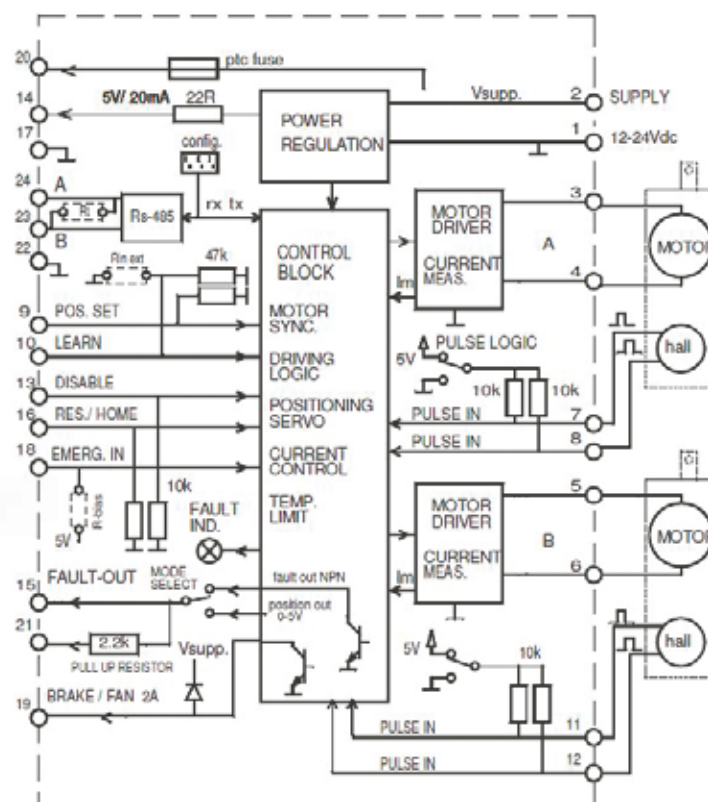 20
ptc fuse
14
5V/ 20mA 22R
POWER
REGULATION
Vsupp.
2
SUPPLY
17
1
12-24Vdc
config.
24
A
Rt
Rs-485
rx tx
23
B
22
Rin ext
47k
CONTROL
BLOCK
MOTOR
DRIVER
A
CURRENT
MEAS.
Im
3
4
MOTOR
9
POS. SET
MOTOR
SYNC.
PULSE LOGIC
5V
hall
10
LEARN
DRIVING
LOGIC
10k
10k
13
DISABLE
POSITIONING
SERVO
PULSE IN
7
16
RES./ HOME
PULSE IN
8
18
EMERG. IN
CURRENT
CONTROL
10k
R-bias
5V
TEMP.
LIMIT
FAULT
IND.
MOTOR
DRIVER
B
CURRENT
MEAS.
Im
5
6
MOTOR
15
FAULT-OUT
MODE
SELECT
fault out NPN
position out
0-5V
21
2.2k
PULL UP RESISTOR
Vsupp.
5V
10k
hall
19
BRAKE / FAN 2A
PULSE IN
11
PULSE IN
12